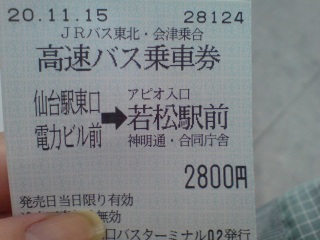 20.11.15 28124
JRバス東北・会津乗合
高速バス乗車券
仙台駅東口 アピオ入口
電力ビル前 ➡ 若松駅前
神明通・合同庁舎
2800円
発売日当日限り有効
無効
口バスターミナル02発行